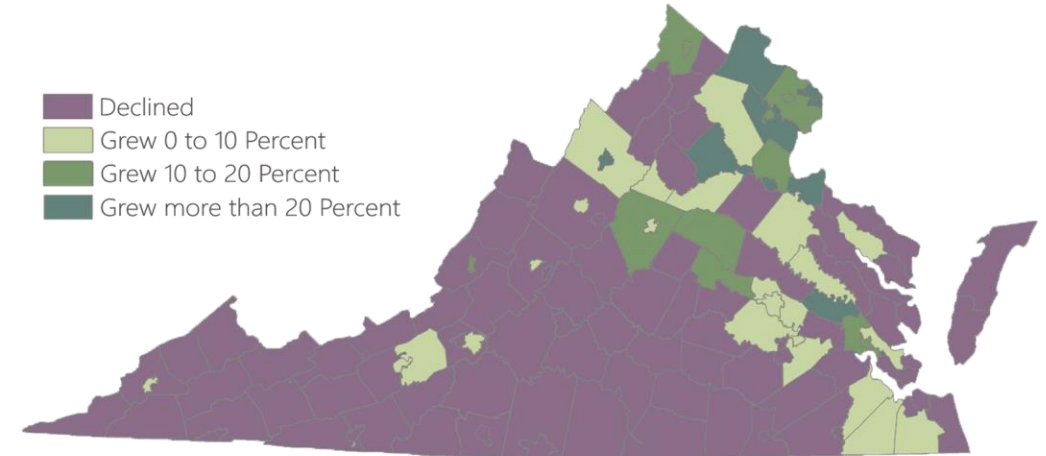 Declined
Grew 0 to 10 Percent
Grew 10 to 20 Percent
Grew more than 20 Percent